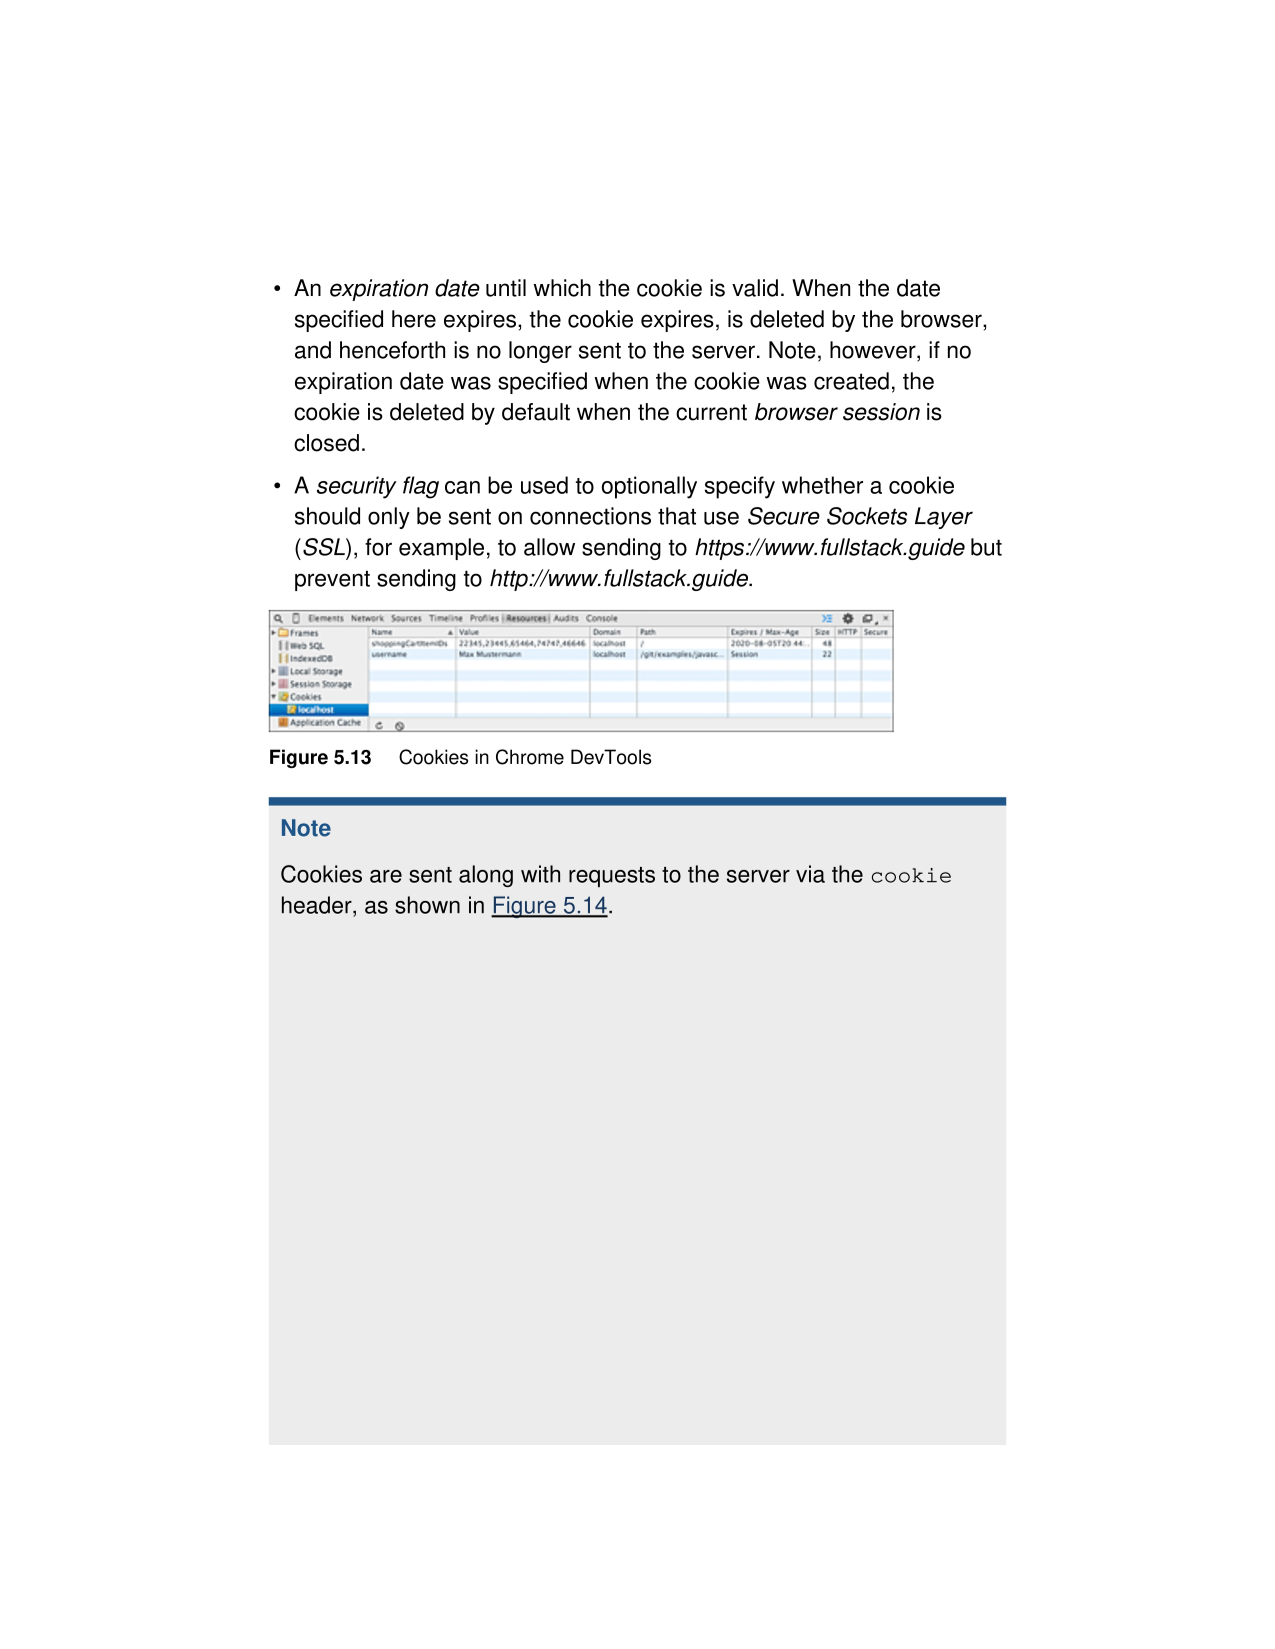 • An expiration date until which the cookie is valid. When the date
specified here expires, the cookie expires, is deleted by the browser,
and henceforth is no longer sent to the server. Note, however, if no
expiration date was specified when the cookie was created, the
cookie is deleted by default when the current browser session is
closed.
• A security flag can be used to optionally specify whether a cookie
should only be sent on connections that use Secure Sockets Layer
(SSL), for example, to allow sending to https://www.fullstack.guide but
prevent sending to http://www.fullstack.guide.
Elements Network Sources Timeline Profiles Resources Audits Console
Frames
Web SQL
IndexedDB
Local Storage
Session Storage
Cookies
localhost
Application Cache
Name Value Domain Path Expires / Max-Age Size HTTP Secure
shoppingCartItemIDs 22345,23445,65464,74747,46646 localhost / 2020-08-05T20:44:... 48
username Max Mustermann localhost /git/examples/javasc... Session 22
Figure 5.13 Cookies in Chrome DevTools
Note
Cookies are sent along with requests to the server via the cookie
header, as shown in Figure 5.14.